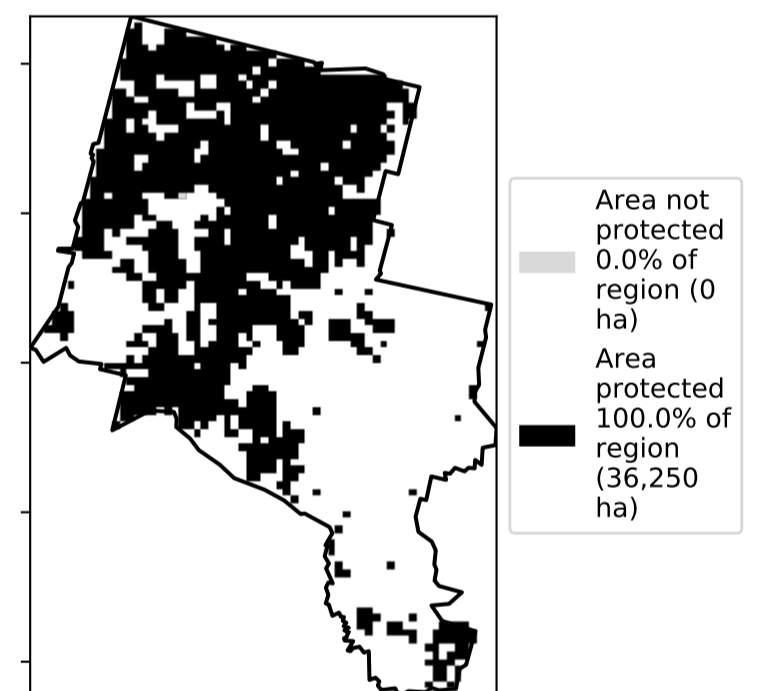 Area not
protected
0.0% of
region (0
ha)
Area
protected
100.0% of
region
(36,250
ha)